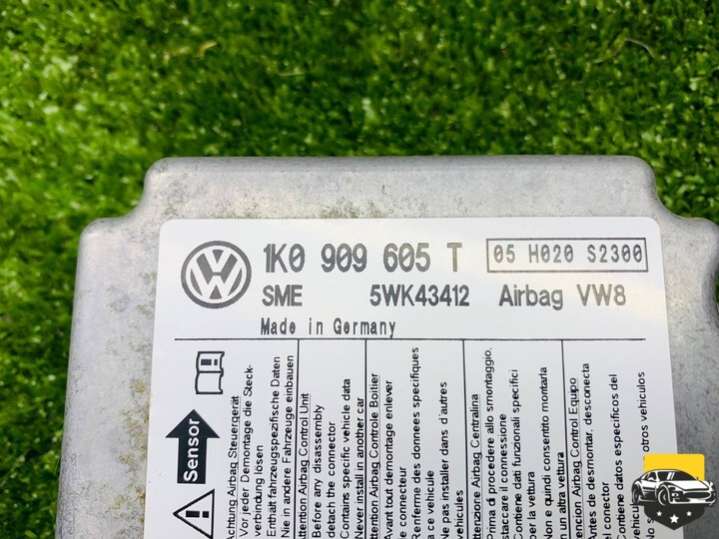 1K0 909 605 T
05 H020 S2300
SME 5WK43412 Airbag VW8
Made in Germany
Sensor
Achtung Airbag Steuergerät
Vor jeder Demontage die Steck-
verbindung lösen
Enthält fahrzeugspezifische Daten
Nie in andere Fahrzeuge einbauen
Attention Airbag Control Unit
Before any disassembly
detach the connector
Contains specific vehicle data
Never install in another car
Attention Airbag Controle Boitier
Avant tout demontage enlever
le connecteur
Renferme des donnees specifiques
a ce vehicule
Ne pas installer dans d'autres
vehicules
Attenzione Airbag Centralina
Prima di procedere allo smontaggio,
staccare il connessione
Contiene dati funzionali specifici
per la vettura
Non e quindi consentito montarla
in un altra vettura
Atencion Airbag Control Equipo
Antes de desmontar, desconecta
el conector
Contiene datos especificos del
No
otros vehiculos